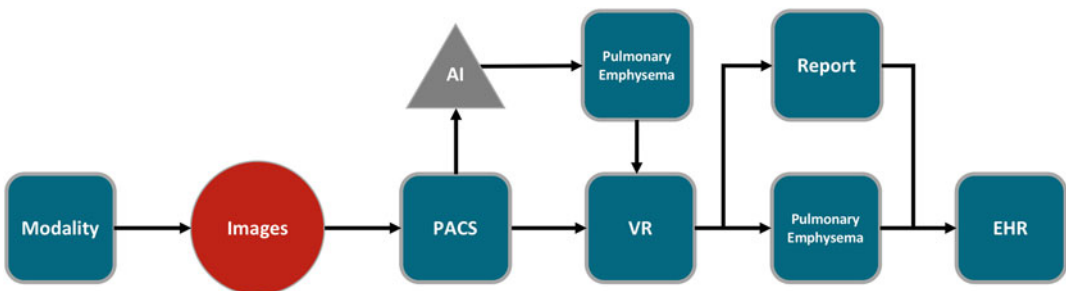 AI
Pulmonary
Emphysema
Report
Modality
Images
PACS
VR
Pulmonary
Emphysema
EHR